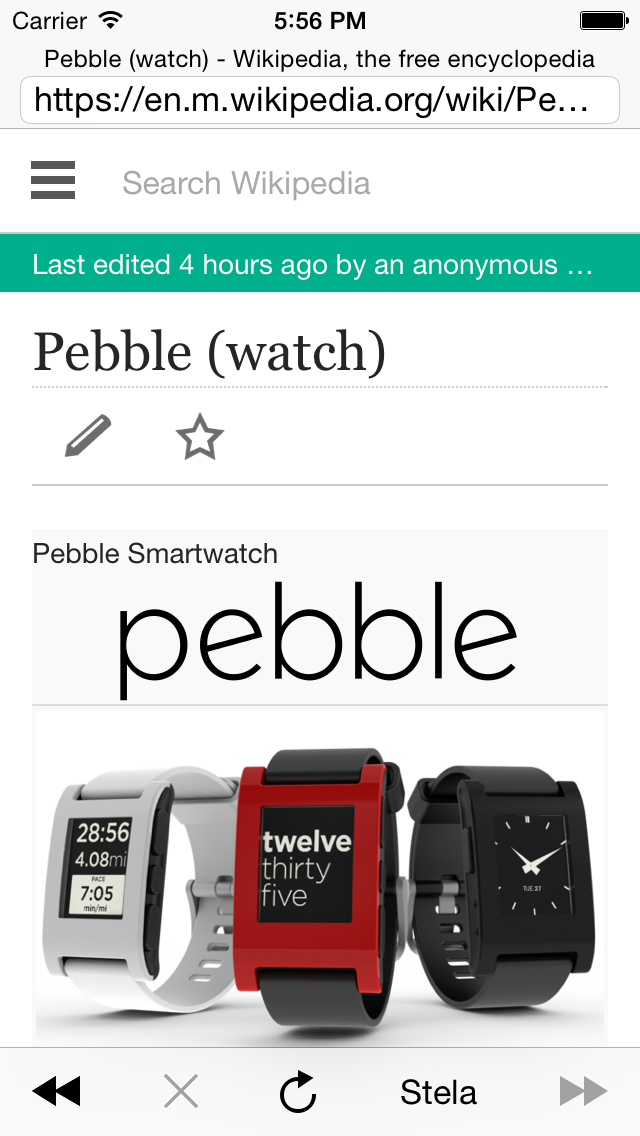 Carrier 5:56 PM
Pebble (watch) - Wikipedia, the free encyclopedia
https://en.m.wikipedia.org/wiki/Pe…
Search Wikipedia
Last edited 4 hours ago by an anonymous …
Pebble (watch)
Pebble Smartwatch
pebble
28:56
4.08mi
PACE
7:05
min/mi
twelve
thirty
five
TUE 27
Stela